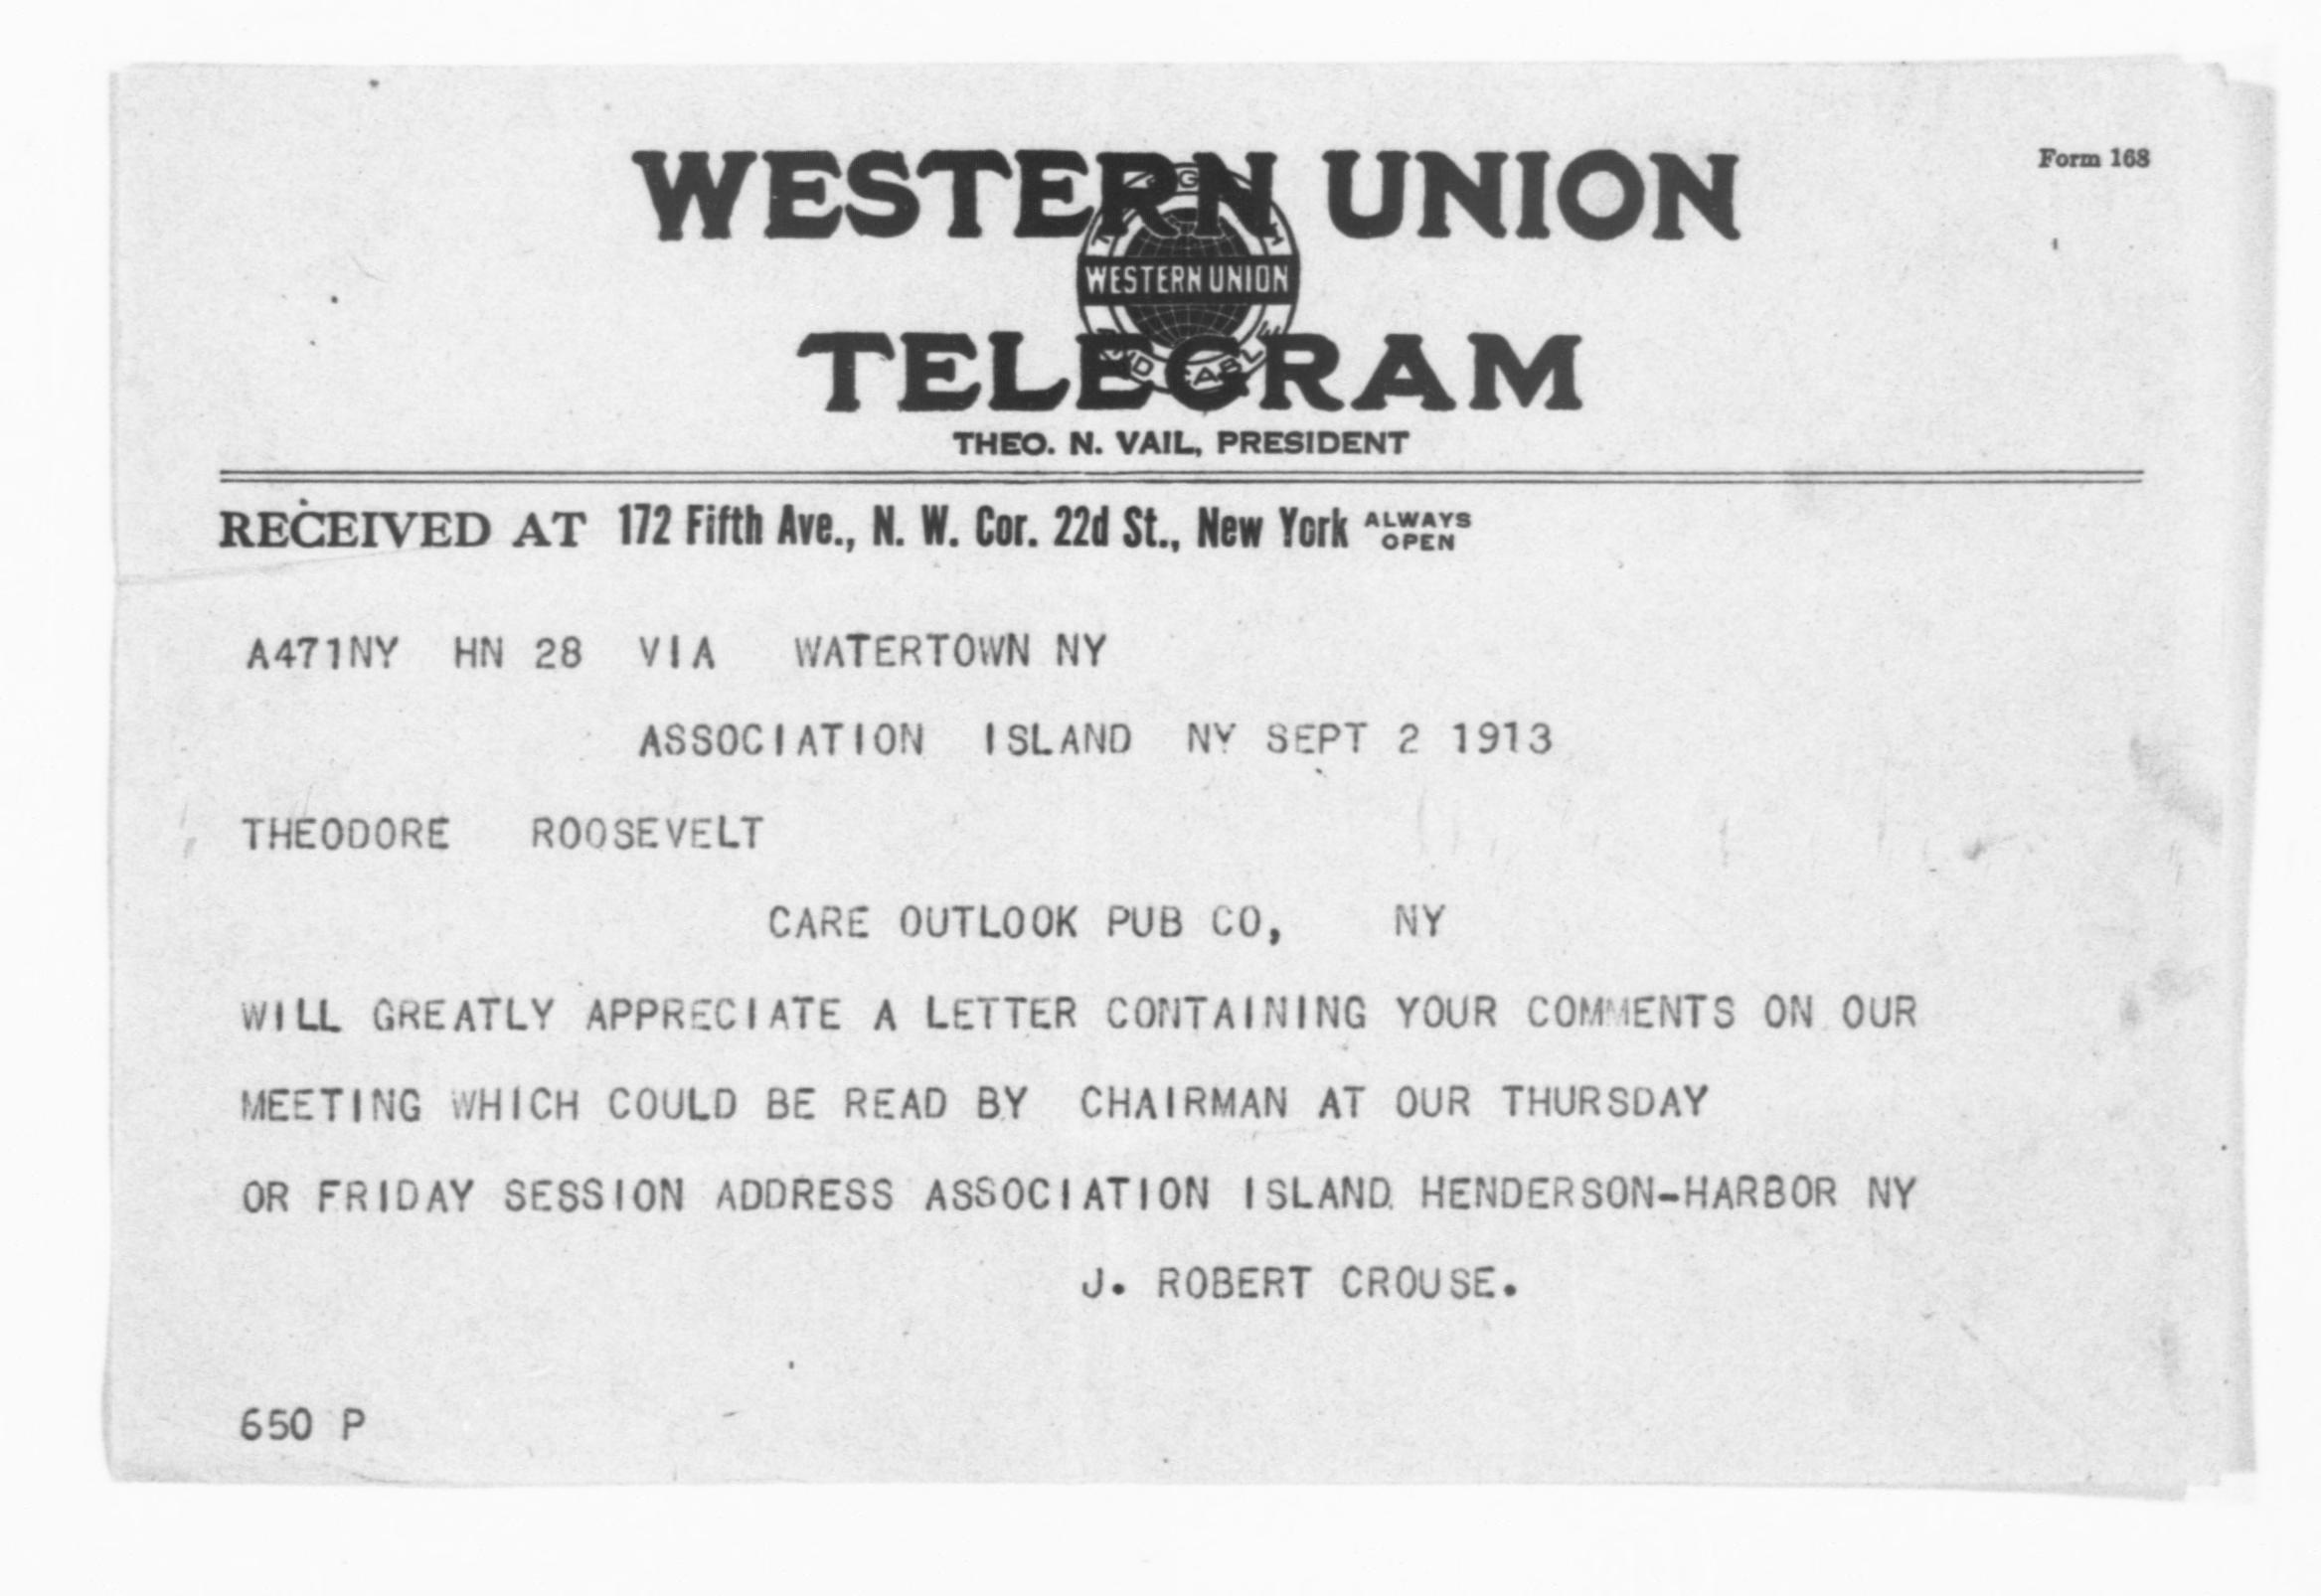 Form 168
WESTERN UNION
WESTERN UNION
TELEGRAM
THEO. N. VAIL, PRESIDENT
RECEIVED AT 172 Fifth Ave., N. W. Cor. 22d St., New York ALWAYS OPEN
A471NY HN 28 VIA WATERTOWN NY
ASSOCIATION ISLAND NY SEPT 2 1913
THEODORE ROOSEVELT
CARE OUTLOOK PUB CO, NY
WILL GREATLY APPRECIATE A LETTER CONTAINING YOUR COMMENTS ON OUR
MEETING WHICH COULD BE READ BY CHAIRMAN AT OUR THURSDAY
OR FRIDAY SESSION ADDRESS ASSOCIATION ISLAND. HENDERSON-HARBOR NY
J. ROBERT CROUSE.
650 P